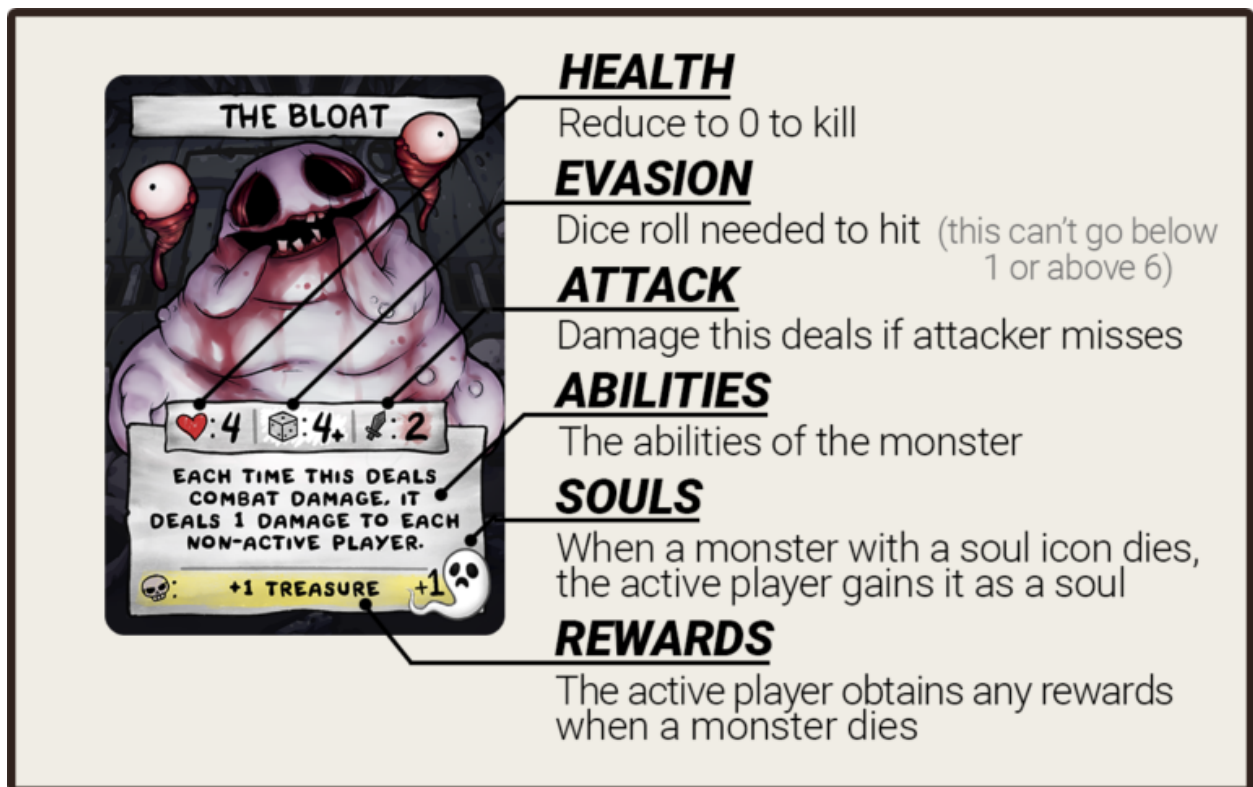 THE BLOAT
♥:4 | 🎲:4+ | 🗡:2
EACH TIME THIS DEALS
COMBAT DAMAGE, IT
DEALS 1 DAMAGE TO EACH
NON-ACTIVE PLAYER.
: +1 TREASURE +1
HEALTH
Reduce to 0 to kill
EVASION
Dice roll needed to hit (this can't go below
1 or above 6)
ATTACK
Damage this deals if attacker misses
ABILITIES
The abilities of the monster
SOULS
When a monster with a soul icon dies,
the active player gains it as a soul
REWARDS
The active player obtains any rewards
when a monster dies